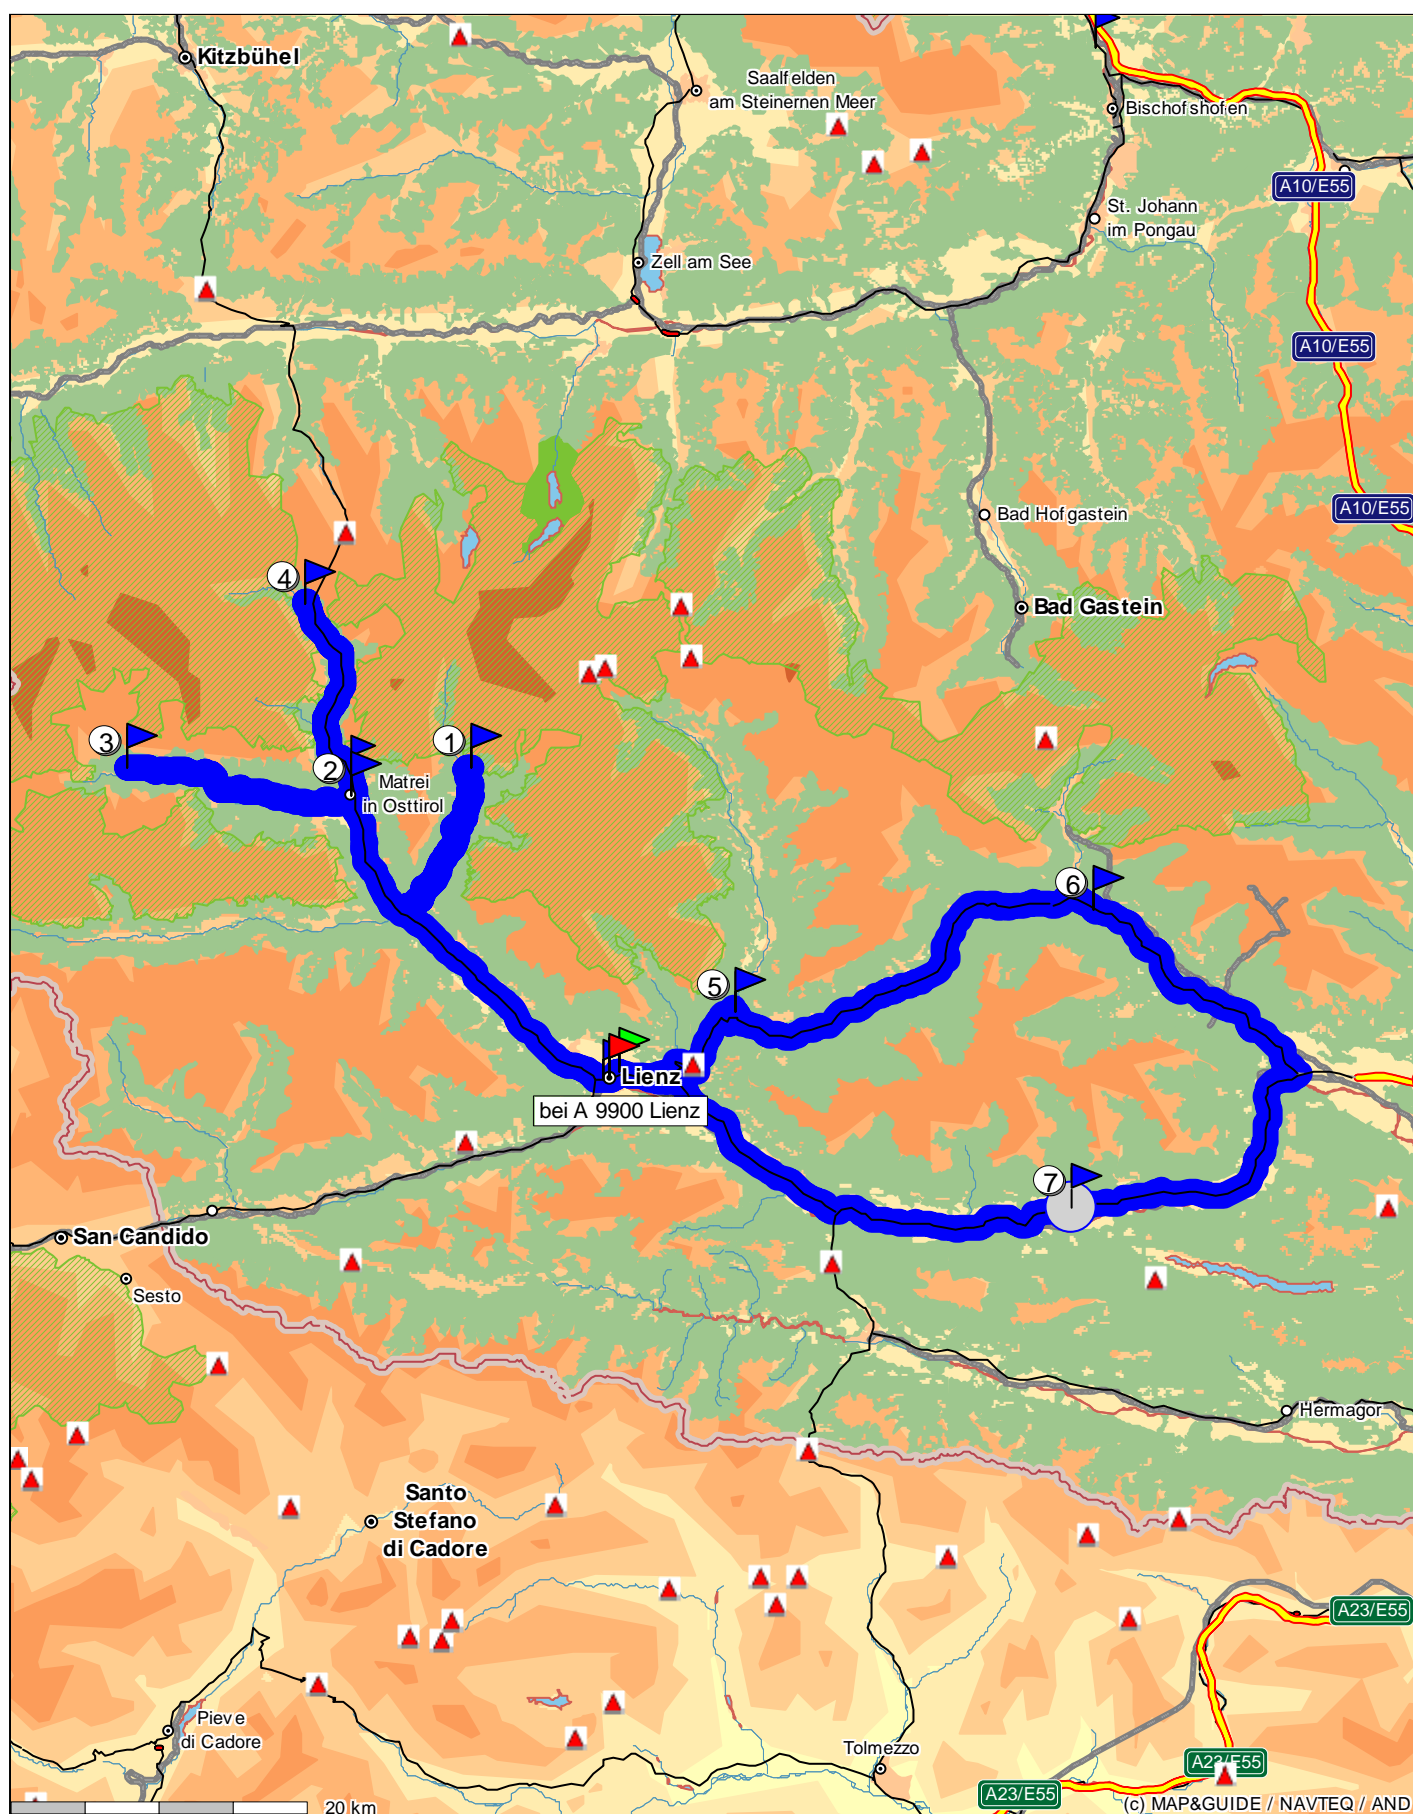 Kitzbühel
Saalfelden
am Steinernen Meer
Bischofshofen
A10/E55
St. Johann
im Pongau
Zell am See
A10/E55
A10/E55
Bad Hofgastein
4
Bad Gastein
3
1
2
Matrei
in Osttirol
6
5
Lienz
bei A 9900 Lienz
7
San Candido
Sesto
Hermagor
Santo
Stefano
di Cadore
A23/E55
Pieve
di Cadore
Tolmezzo
A23/E55
A23/E55
20 km
(c) MAP&GUIDE / NAVTEQ / AND